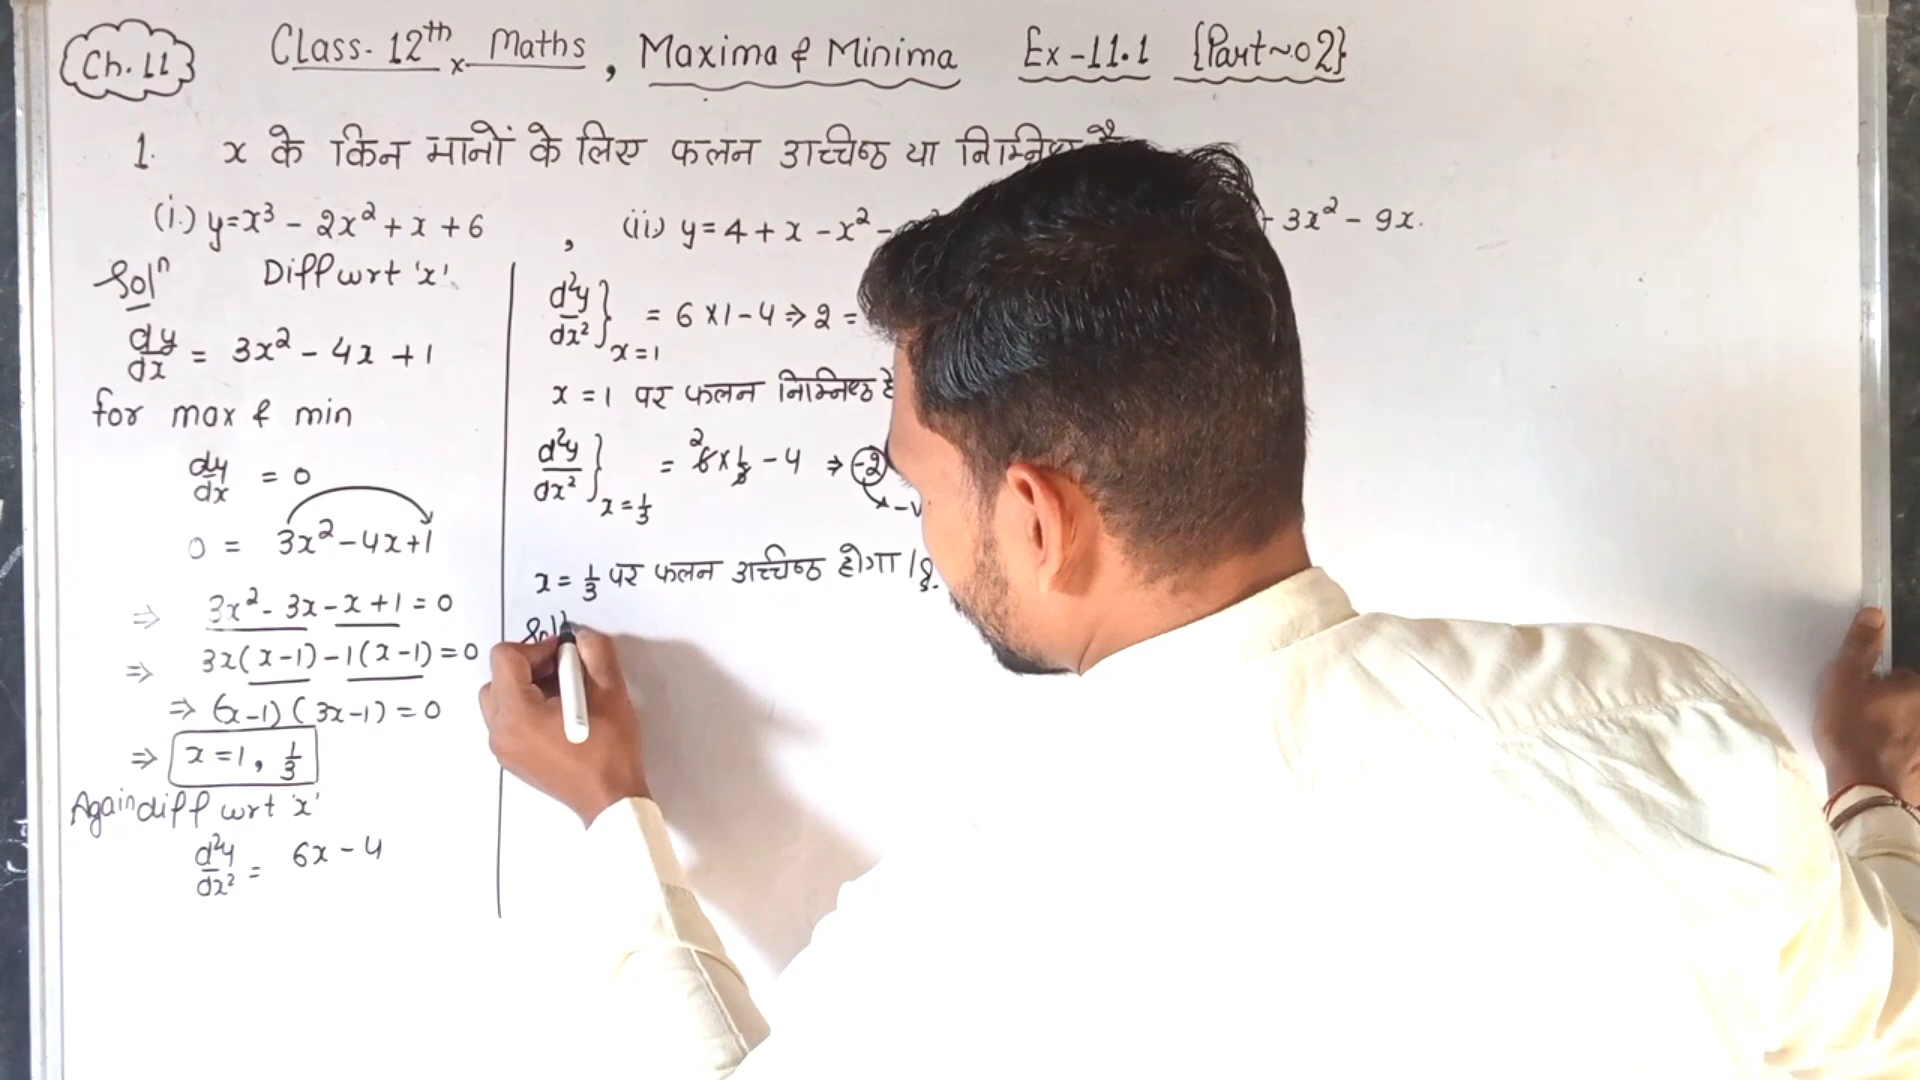 Ch. 11
Class- 12th x Maths , Maxima & Minima Ex-11.1 {Part~02}
1. x के किन मानों के लिए फलन उच्चिष्ठ या निम्निष्ठ है
(i.) y=x³ - 2x² + x + 6 , (ii) y = 4 + x - x² - 3x² - 9x.
Solⁿ Diff wrt 'x'.
dy/dx = 3x² - 4x + 1
for max & min
dy/dx = 0
0 = 3x² - 4x + 1
⇒ 3x² - 3x - x + 1 = 0
⇒ 3x(x-1) - 1(x-1) = 0
⇒ (x-1)(3x-1) = 0
⇒ x = 1, 1/3
Again diff wrt 'x'
d²y/dx² = 6x - 4
d²y/dx²}x=1 = 6×1-4 ⇒ 2 =
x = 1 पर फलन निम्निष्ठ
d²y/dx²}x=1/3 = 6×1/3 - 4 ⇒ -2
x = 1/3 पर फलन उच्चिष्ठ होगा।
Sol